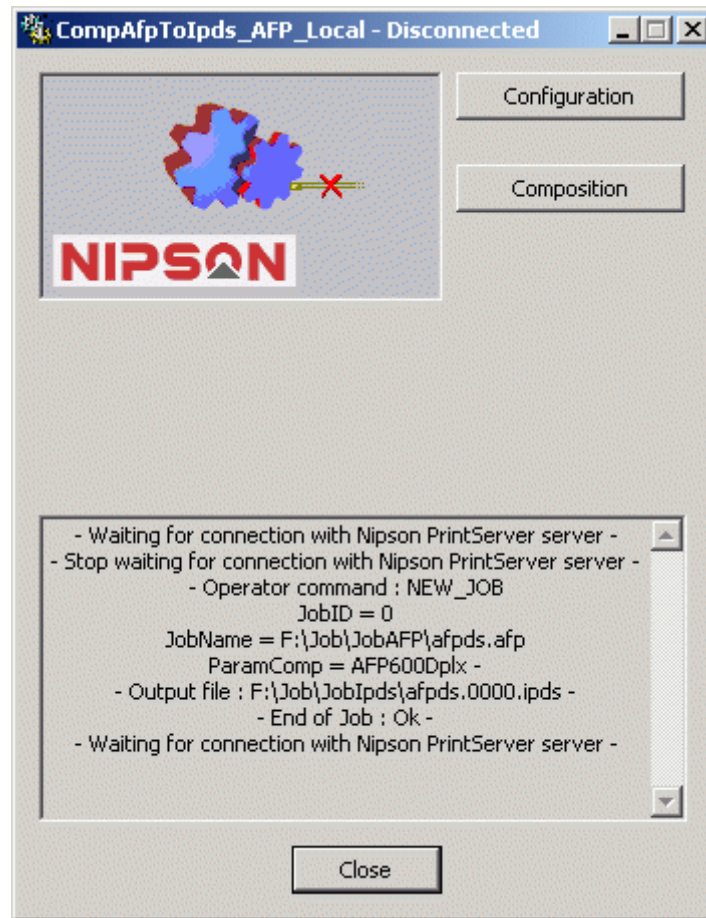 CompAfpToIpds_AFP_Local - Disconnected
Configuration
Composition
NIPSON
- Waiting for connection with Nipson PrintServer server -
- Stop waiting for connection with Nipson PrintServer server -
- Operator command : NEW_JOB
JobID = 0
JobName = F:\Job\JobAFP\afpds.afp
ParamComp = AFP600Dplx -
- Output file : F:\Job\JobIpds\afpds.0000.ipds -
- End of Job : Ok -
- Waiting for connection with Nipson PrintServer server -
Close